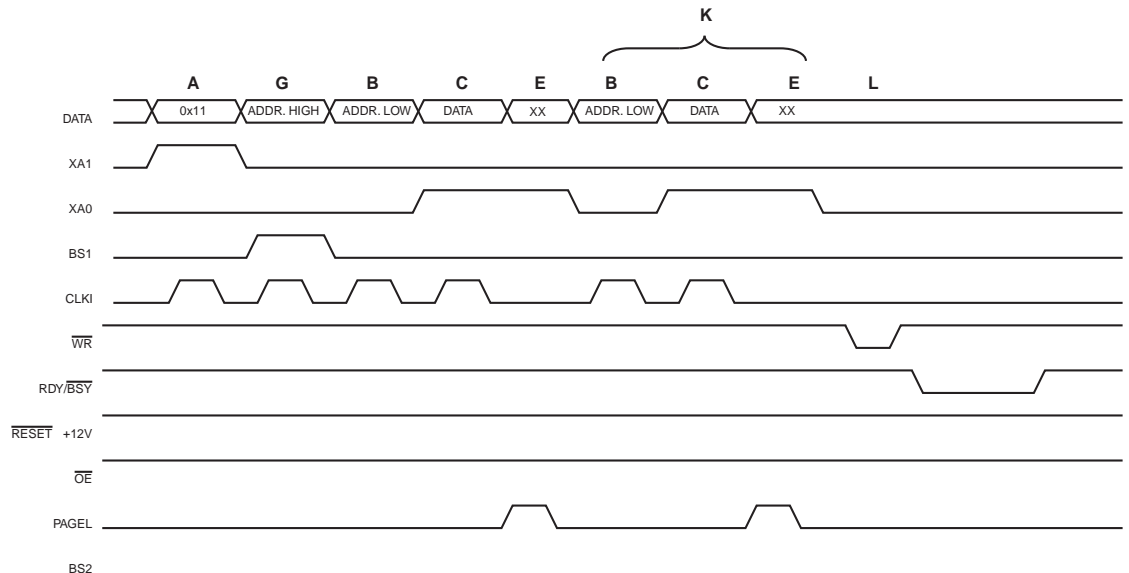 K
A G B C E B C E L
DATA 0x11 ADDR. HIGH ADDR. LOW DATA XX ADDR. LOW DATA XX
XA1
XA0
BS1
CLKI
WR
RDY/BSY
RESET +12V
OE
PAGEL
BS2